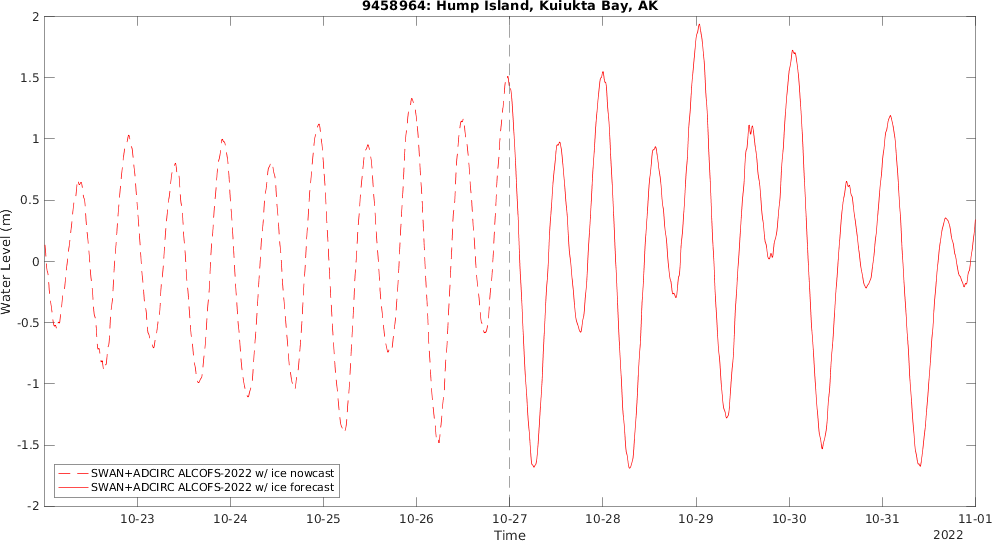 9458964: Hump Island, Kuiukta Bay, AK
2
1.5
1
0.5
0
-0.5
-1
-1.5
-2
Water Level (m)
SWAN+ADCIRC ALCOFS-2022 w/ ice nowcast
SWAN+ADCIRC ALCOFS-2022 w/ ice forecast
10-23 10-24 10-25 10-26 10-27 10-28 10-29 10-30 10-31 11-01
Time
2022